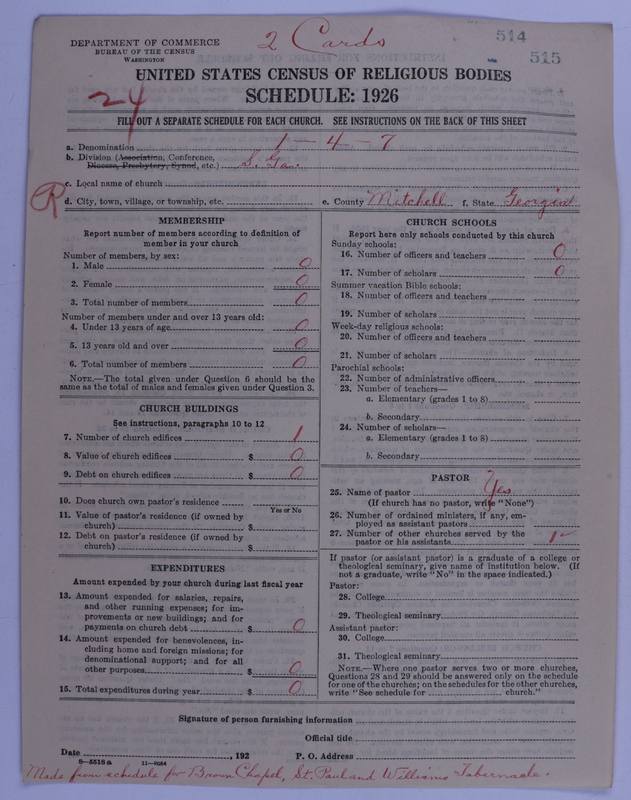 2 Cards
514
515
DEPARTMENT OF COMMERCE
BUREAU OF THE CENSUS
WASHINGTON
UNITED STATES CENSUS OF RELIGIOUS BODIES
SCHEDULE: 1926
24
FILL OUT A SEPARATE SCHEDULE FOR EACH CHURCH. SEE INSTRUCTIONS ON THE BACK OF THIS SHEET
a. Denomination 1-4-7
b. Division (Association, Conference, Diocese, Presbytery, Synod, etc.) S. Ga.
R
c. Local name of church
d. City, town, village, or township, etc. e. County Mitchell f. State Georgia
MEMBERSHIP
Report number of members according to definition of
member in your church
Number of members, by sex:
1. Male 0
2. Female 0
3. Total number of members 0
Number of members under and over 13 years old:
4. Under 13 years of age 0
5. 13 years old and over 0
6. Total number of members 0
NOTE.—The total given under Question 6 should be the
same as the total of males and females given under Question 3.
CHURCH BUILDINGS
See instructions, paragraphs 10 to 12
7. Number of church edifices 1
8. Value of church edifices $ 0
9. Debt on church edifices $ 0
10. Does church own pastor's residence
Yes or No
11. Value of pastor's residence (if owned by
church) $
12. Debt on pastor's residence (if owned by
church) $
EXPENDITURES
Amount expended by your church during last fiscal year
13. Amount expended for salaries, repairs,
and other running expenses; for im-
provements or new buildings; and for
payments on church debt $ 0
14. Amount expended for benevolences, in-
cluding home and foreign missions; for
denominational support; and for all
other purposes $ 0
15. Total expenditures during year $ 0
CHURCH SCHOOLS
Report here only schools conducted by this church
Sunday schools:
16. Number of officers and teachers 0
17. Number of scholars 0
Summer vacation Bible schools:
18. Number of officers and teachers
19. Number of scholars
Week-day religious schools:
20. Number of officers and teachers
21. Number of scholars
Parochial schools:
22. Number of administrative officers
23. Number of teachers—
a. Elementary (grades 1 to 8)
b. Secondary
24. Number of scholars—
a. Elementary (grades 1 to 8)
b. Secondary
PASTOR
25. Name of pastor Yes
(If church has no pastor, write "None")
26. Number of ordained ministers, if any, em-
ployed as assistant pastors
27. Number of other churches served by the
pastor or his assistants 1
If pastor (or assistant pastor) is a graduate of a college or
theological seminary, give name of institution below. (If
not a graduate, write "No" in the space indicated.)
Pastor:
28. College
29. Theological seminary
Assistant pastor:
30. College
31. Theological seminary
NOTE.—Where one pastor serves two or more churches,
Questions 28 and 29 should be answered only on the schedule
for one of the churches; on the schedules for the other churches,
write "See schedule for church."
Signature of person furnishing information
Official title
Date , 192 P. O. Address
8—5518a 11—9054
Made from schedule for Brown Chapel, St. Paul and Williams Tabernacle.